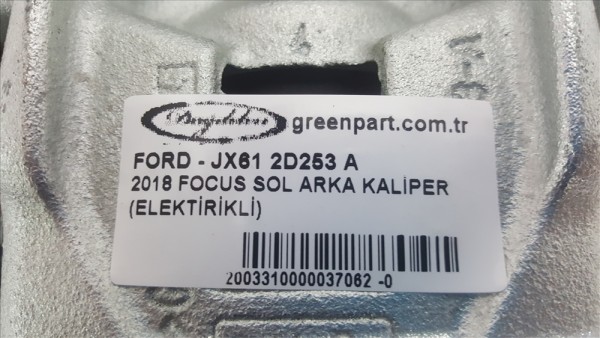 greenpart.com.tr
FORD - JX61 2D253 A
2018 FOCUS SOL ARKA KALİPER
(ELEKTİRİKLİ)
2003310000037062 -0